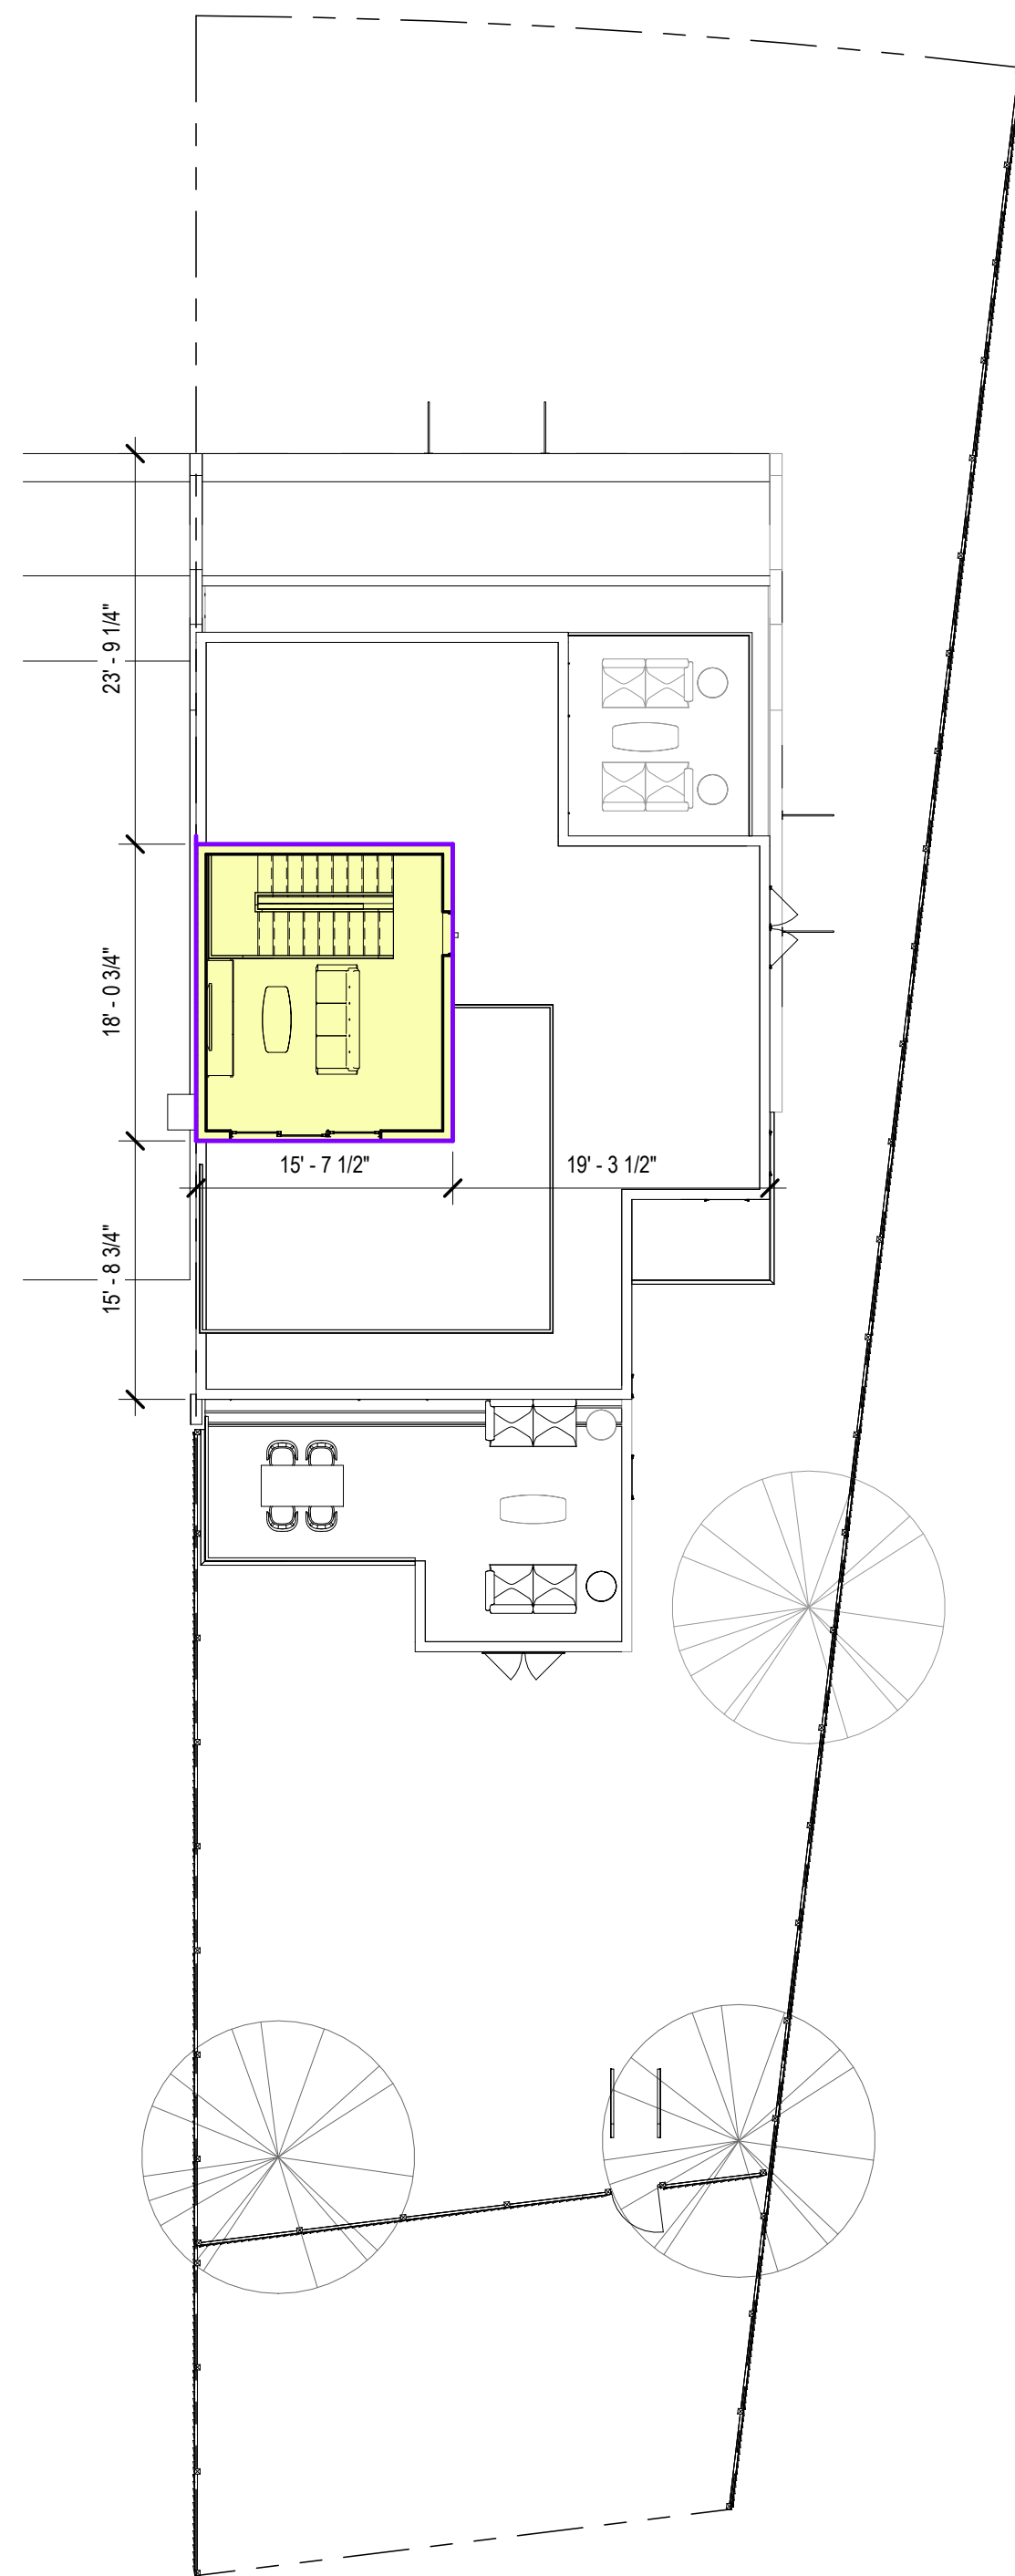 23' - 9 1/4"
18' - 0 3/4"
15' - 7 1/2"
19' - 3 1/2"
15' - 8 3/4"